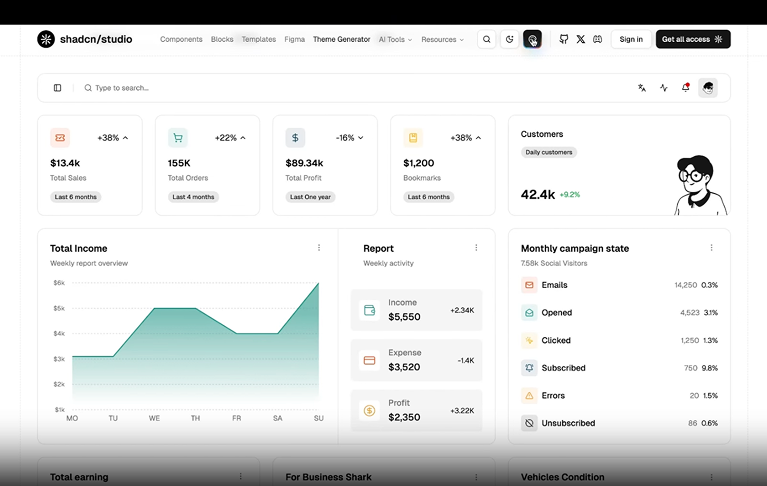 shadcn/studio Components Blocks Templates Figma Theme Generator AI Tools Resources Sign in Get all access
Type to search...
+38%
$13.4k
Total Sales
Last 6 months
+22%
155K
Total Orders
Last 4 months
-16%
$89.34k
Total Profit
Last One year
+38%
$1,200
Bookmarks
Last 6 months
Customers
Daily customers
42.4k +9.2%
Total Income
Weekly report overview
$6k
$5k
$4k
$3k
$2k
$1k
MO TU WE TH FR SA SU
Report
Weekly activity
Income
$5,550 +2.34K
Expense
$3,520 -1.4K
Profit
$2,350 +3.22K
Monthly campaign state
7.58k Social Visitors
Emails 14,250 0.3%
Opened 4,523 3.1%
Clicked 1,250 1.3%
Subscribed 750 9.8%
Errors 20 1.5%
Unsubscribed 86 0.6%
Total earning
For Business Shark
Vehicles Condition